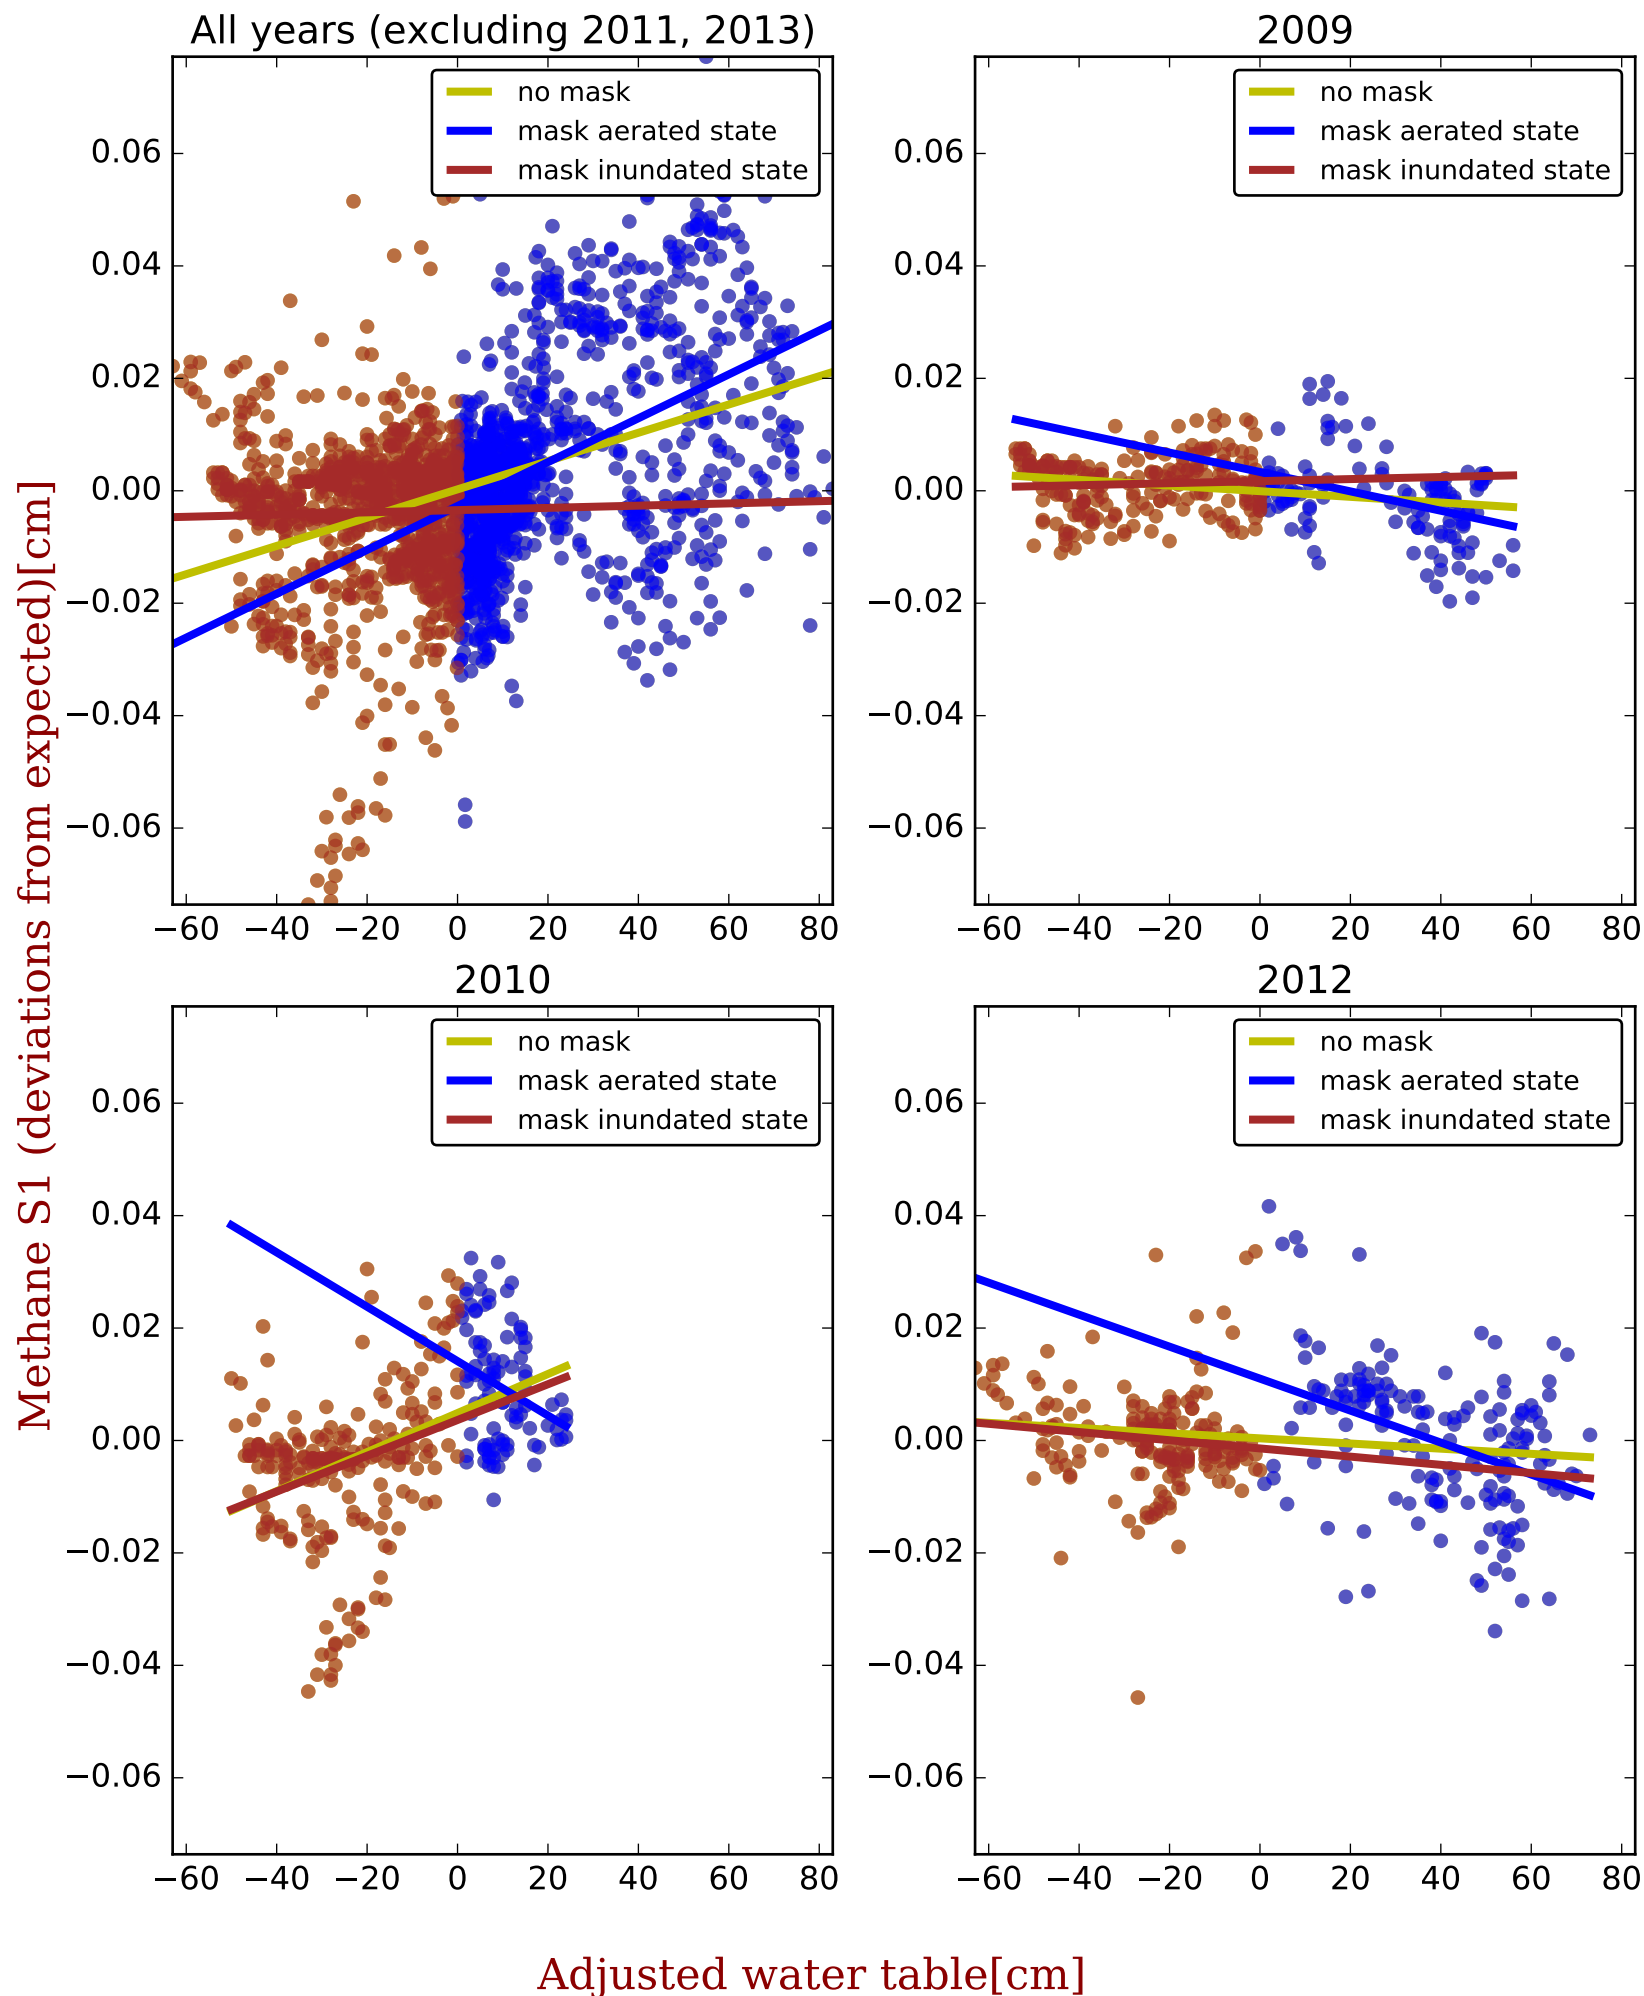 All years (excluding 2011, 2013)
no mask
mask aerated state
mask inundated state
0.06
0.04
0.02
0.00
−0.02
−0.04
−0.06
−60 −40 −20 0 20 40 60 80
2009
no mask
mask aerated state
mask inundated state
0.06
0.04
0.02
0.00
−0.02
−0.04
−0.06
−60 −40 −20 0 20 40 60 80
Methane S1 (deviations from expected)[cm]
2010
no mask
mask aerated state
mask inundated state
0.06
0.04
0.02
0.00
−0.02
−0.04
−0.06
−60 −40 −20 0 20 40 60 80
2012
no mask
mask aerated state
mask inundated state
0.06
0.04
0.02
0.00
−0.02
−0.04
−0.06
−60 −40 −20 0 20 40 60 80
Adjusted water table[cm]